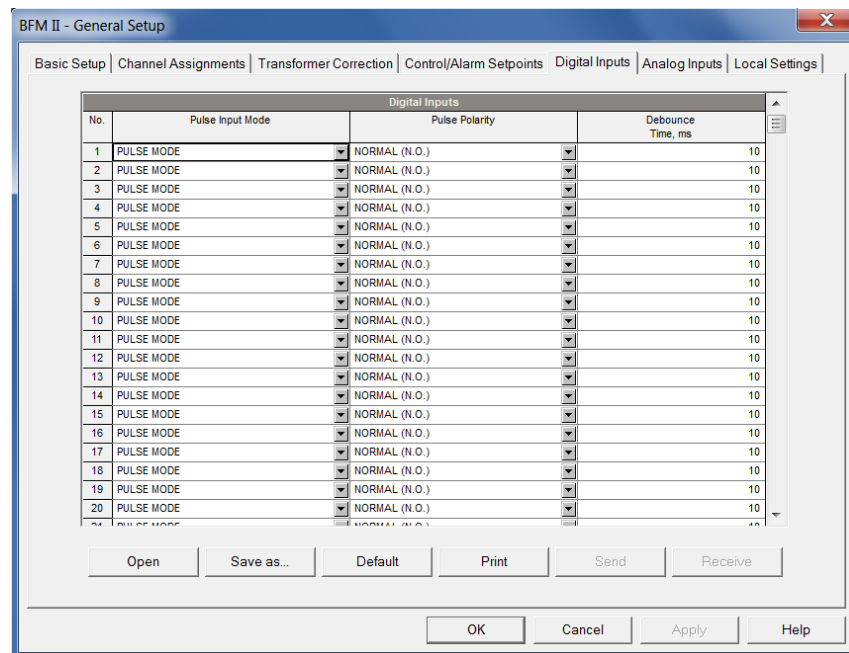 BFM II - General Setup
Basic Setup Channel Assignments Transformer Correction Control/Alarm Setpoints Digital Inputs Analog Inputs Local Settings
Digital Inputs
No. Pulse Input Mode Pulse Polarity Debounce
Time, ms
1 PULSE MODE NORMAL (N.O.) 10
2 PULSE MODE NORMAL (N.O.) 10
3 PULSE MODE NORMAL (N.O.) 10
4 PULSE MODE NORMAL (N.O.) 10
5 PULSE MODE NORMAL (N.O.) 10
6 PULSE MODE NORMAL (N.O.) 10
7 PULSE MODE NORMAL (N.O.) 10
8 PULSE MODE NORMAL (N.O.) 10
9 PULSE MODE NORMAL (N.O.) 10
10 PULSE MODE NORMAL (N.O.) 10
11 PULSE MODE NORMAL (N.O.) 10
12 PULSE MODE NORMAL (N.O.) 10
13 PULSE MODE NORMAL (N.O.) 10
14 PULSE MODE NORMAL (N.O.) 10
15 PULSE MODE NORMAL (N.O.) 10
16 PULSE MODE NORMAL (N.O.) 10
17 PULSE MODE NORMAL (N.O.) 10
18 PULSE MODE NORMAL (N.O.) 10
19 PULSE MODE NORMAL (N.O.) 10
20 PULSE MODE NORMAL (N.O.) 10
Open Save as... Default Print Send Receive
OK Cancel Apply Help